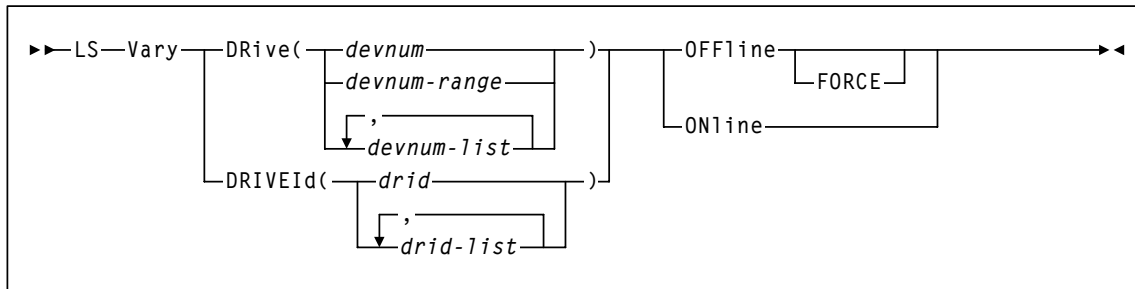 LS Vary DRive( devnum ) OFFline
devnum-range FORCE
, ONline
devnum-list
DRIVEId( drid )
,
drid-list